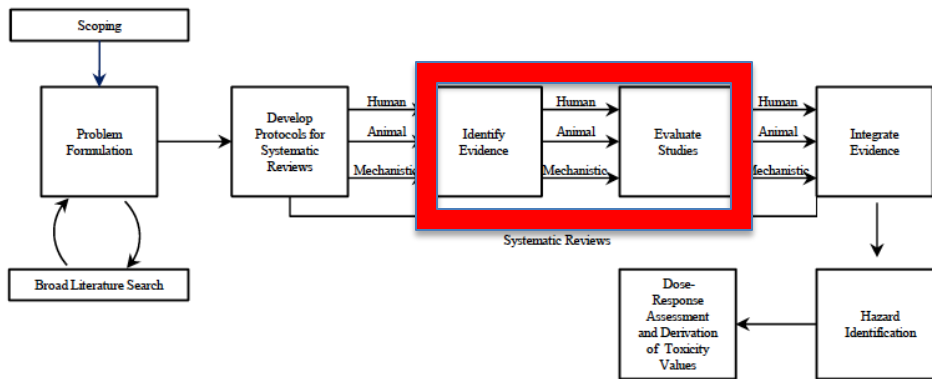 Scoping
Problem
Formulation
Broad Literature Search
Develop
Protocols for
Systematic
Reviews
Human
Animal
Mechanistic
Identify
Evidence
Human
Animal
Mechanistic
Evaluate
Studies
Human
Animal
Mechanistic
Integrate
Evidence
Systematic Reviews
Dose-
Response
Assessment
and Derivation
of Toxicity
Values
Hazard
Identification